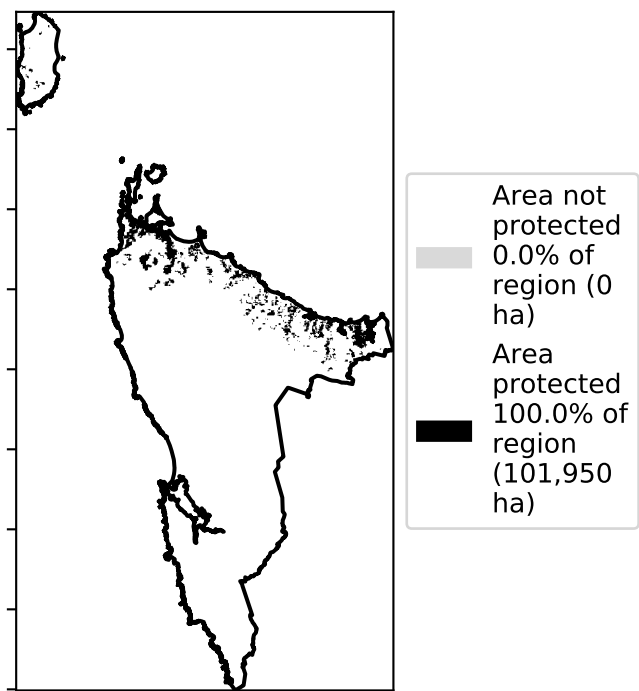 Area not
protected
0.0% of
region (0
ha)
Area
protected
100.0% of
region
(101,950
ha)